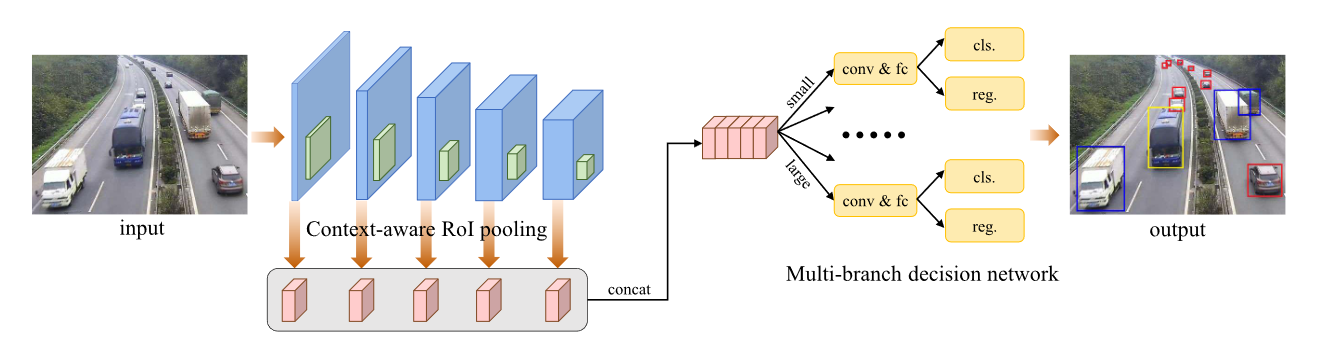 input
Context-aware RoI pooling
concat
small
large
conv & fc
cls.
reg.
conv & fc
cls.
reg.
Multi-branch decision network
output